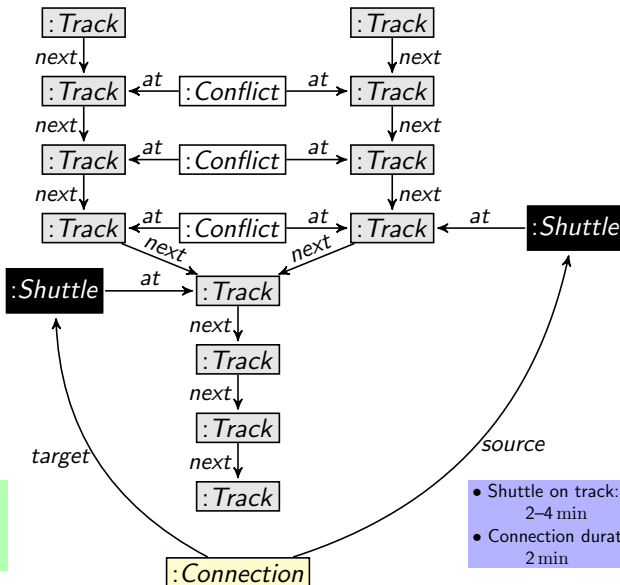 :Track :Track
next next
:Track at :Conflict at :Track
next next
:Track at :Conflict at :Track
next next
:Track at :Conflict at :Track at :Shuttle
next next
:Shuttle at :Track
next
:Track
next
:Track
target source
next
:Track
• Shuttle on track:
2–4 min
• Connection durat
2 min
:Connection